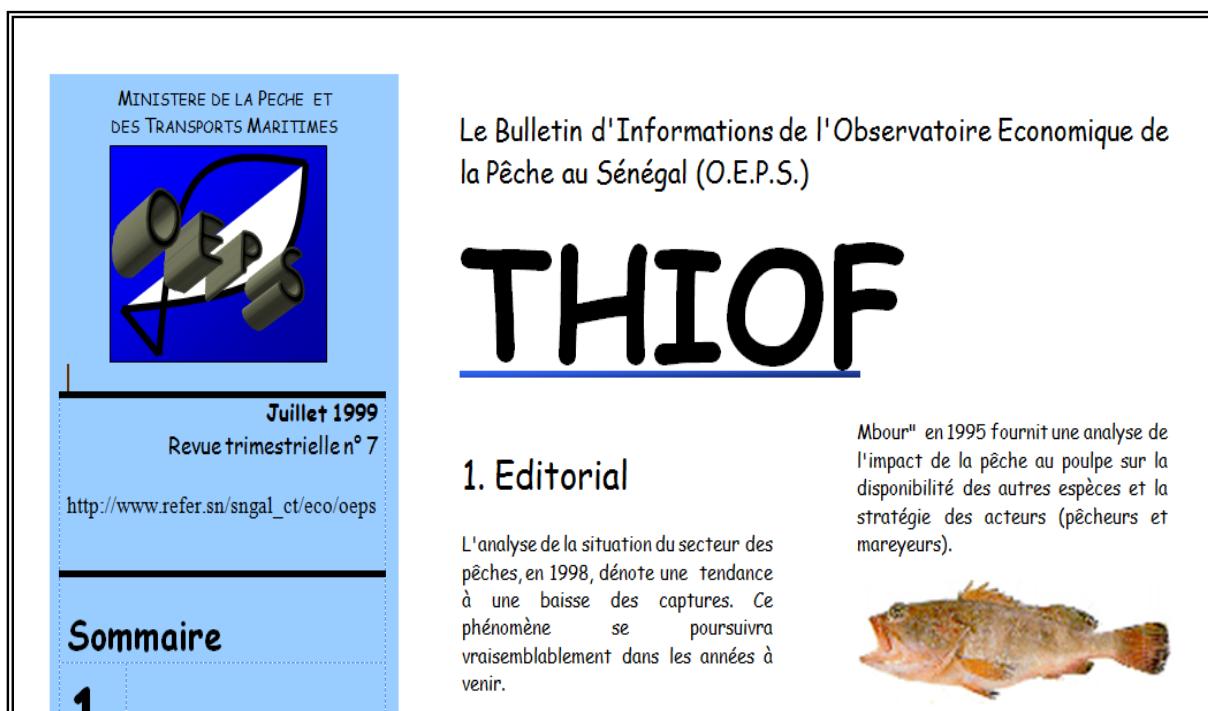 MINISTERE DE LA PECHE ET
DES TRANSPORTS MARITIMES
OEPS
Juillet 1999
Revue trimestrielle n° 7
http://www.refer.sn/sngal_ct/eco/oeps
Sommaire
1
Le Bulletin d'Informations de l'Observatoire Economique de
la Pêche au Sénégal (O.E.P.S.)
THIOF
1. Editorial
L'analyse de la situation du secteur des
pêches, en 1998, dénote une tendance
à une baisse des captures. Ce
phénomène se poursuivra
vraisemblablement dans les années à
venir.
Mbour" en 1995 fournit une analyse de
l'impact de la pêche au poulpe sur la
disponibilité des autres espèces et la
stratégie des acteurs (pêcheurs et
mareyeurs).